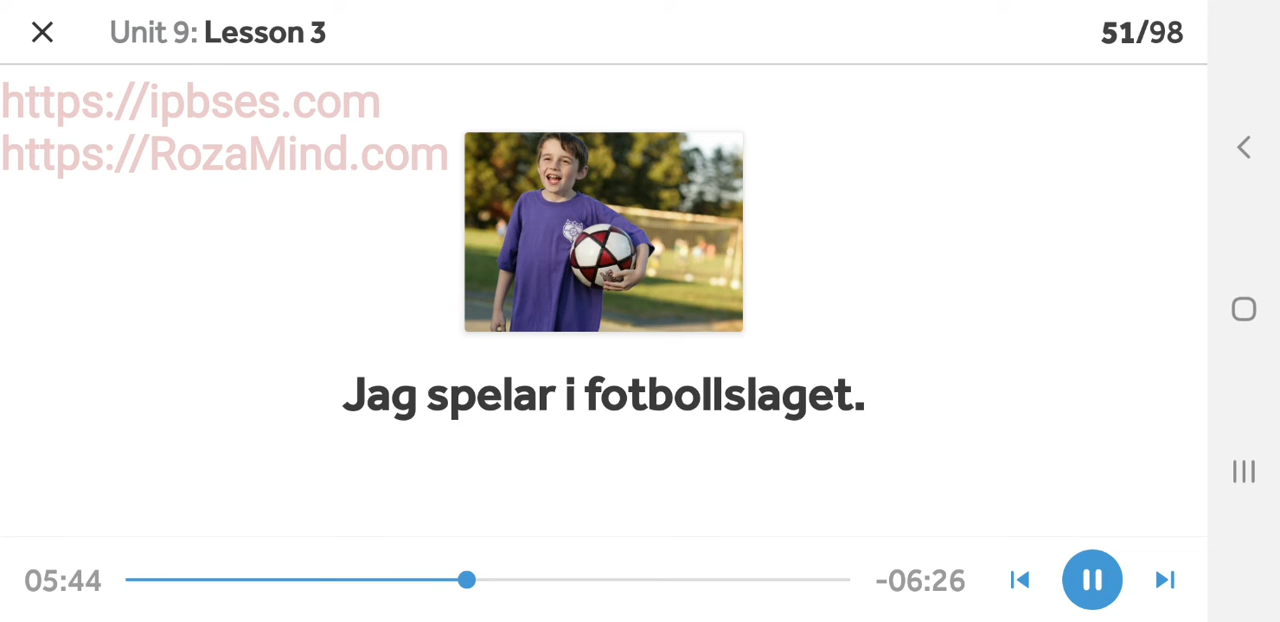 Unit 9: Lesson 3
51/98
https://ipbses.com
https://RozaMind.com
Jag spelar i fotbollslaget.
05:44
-06:26